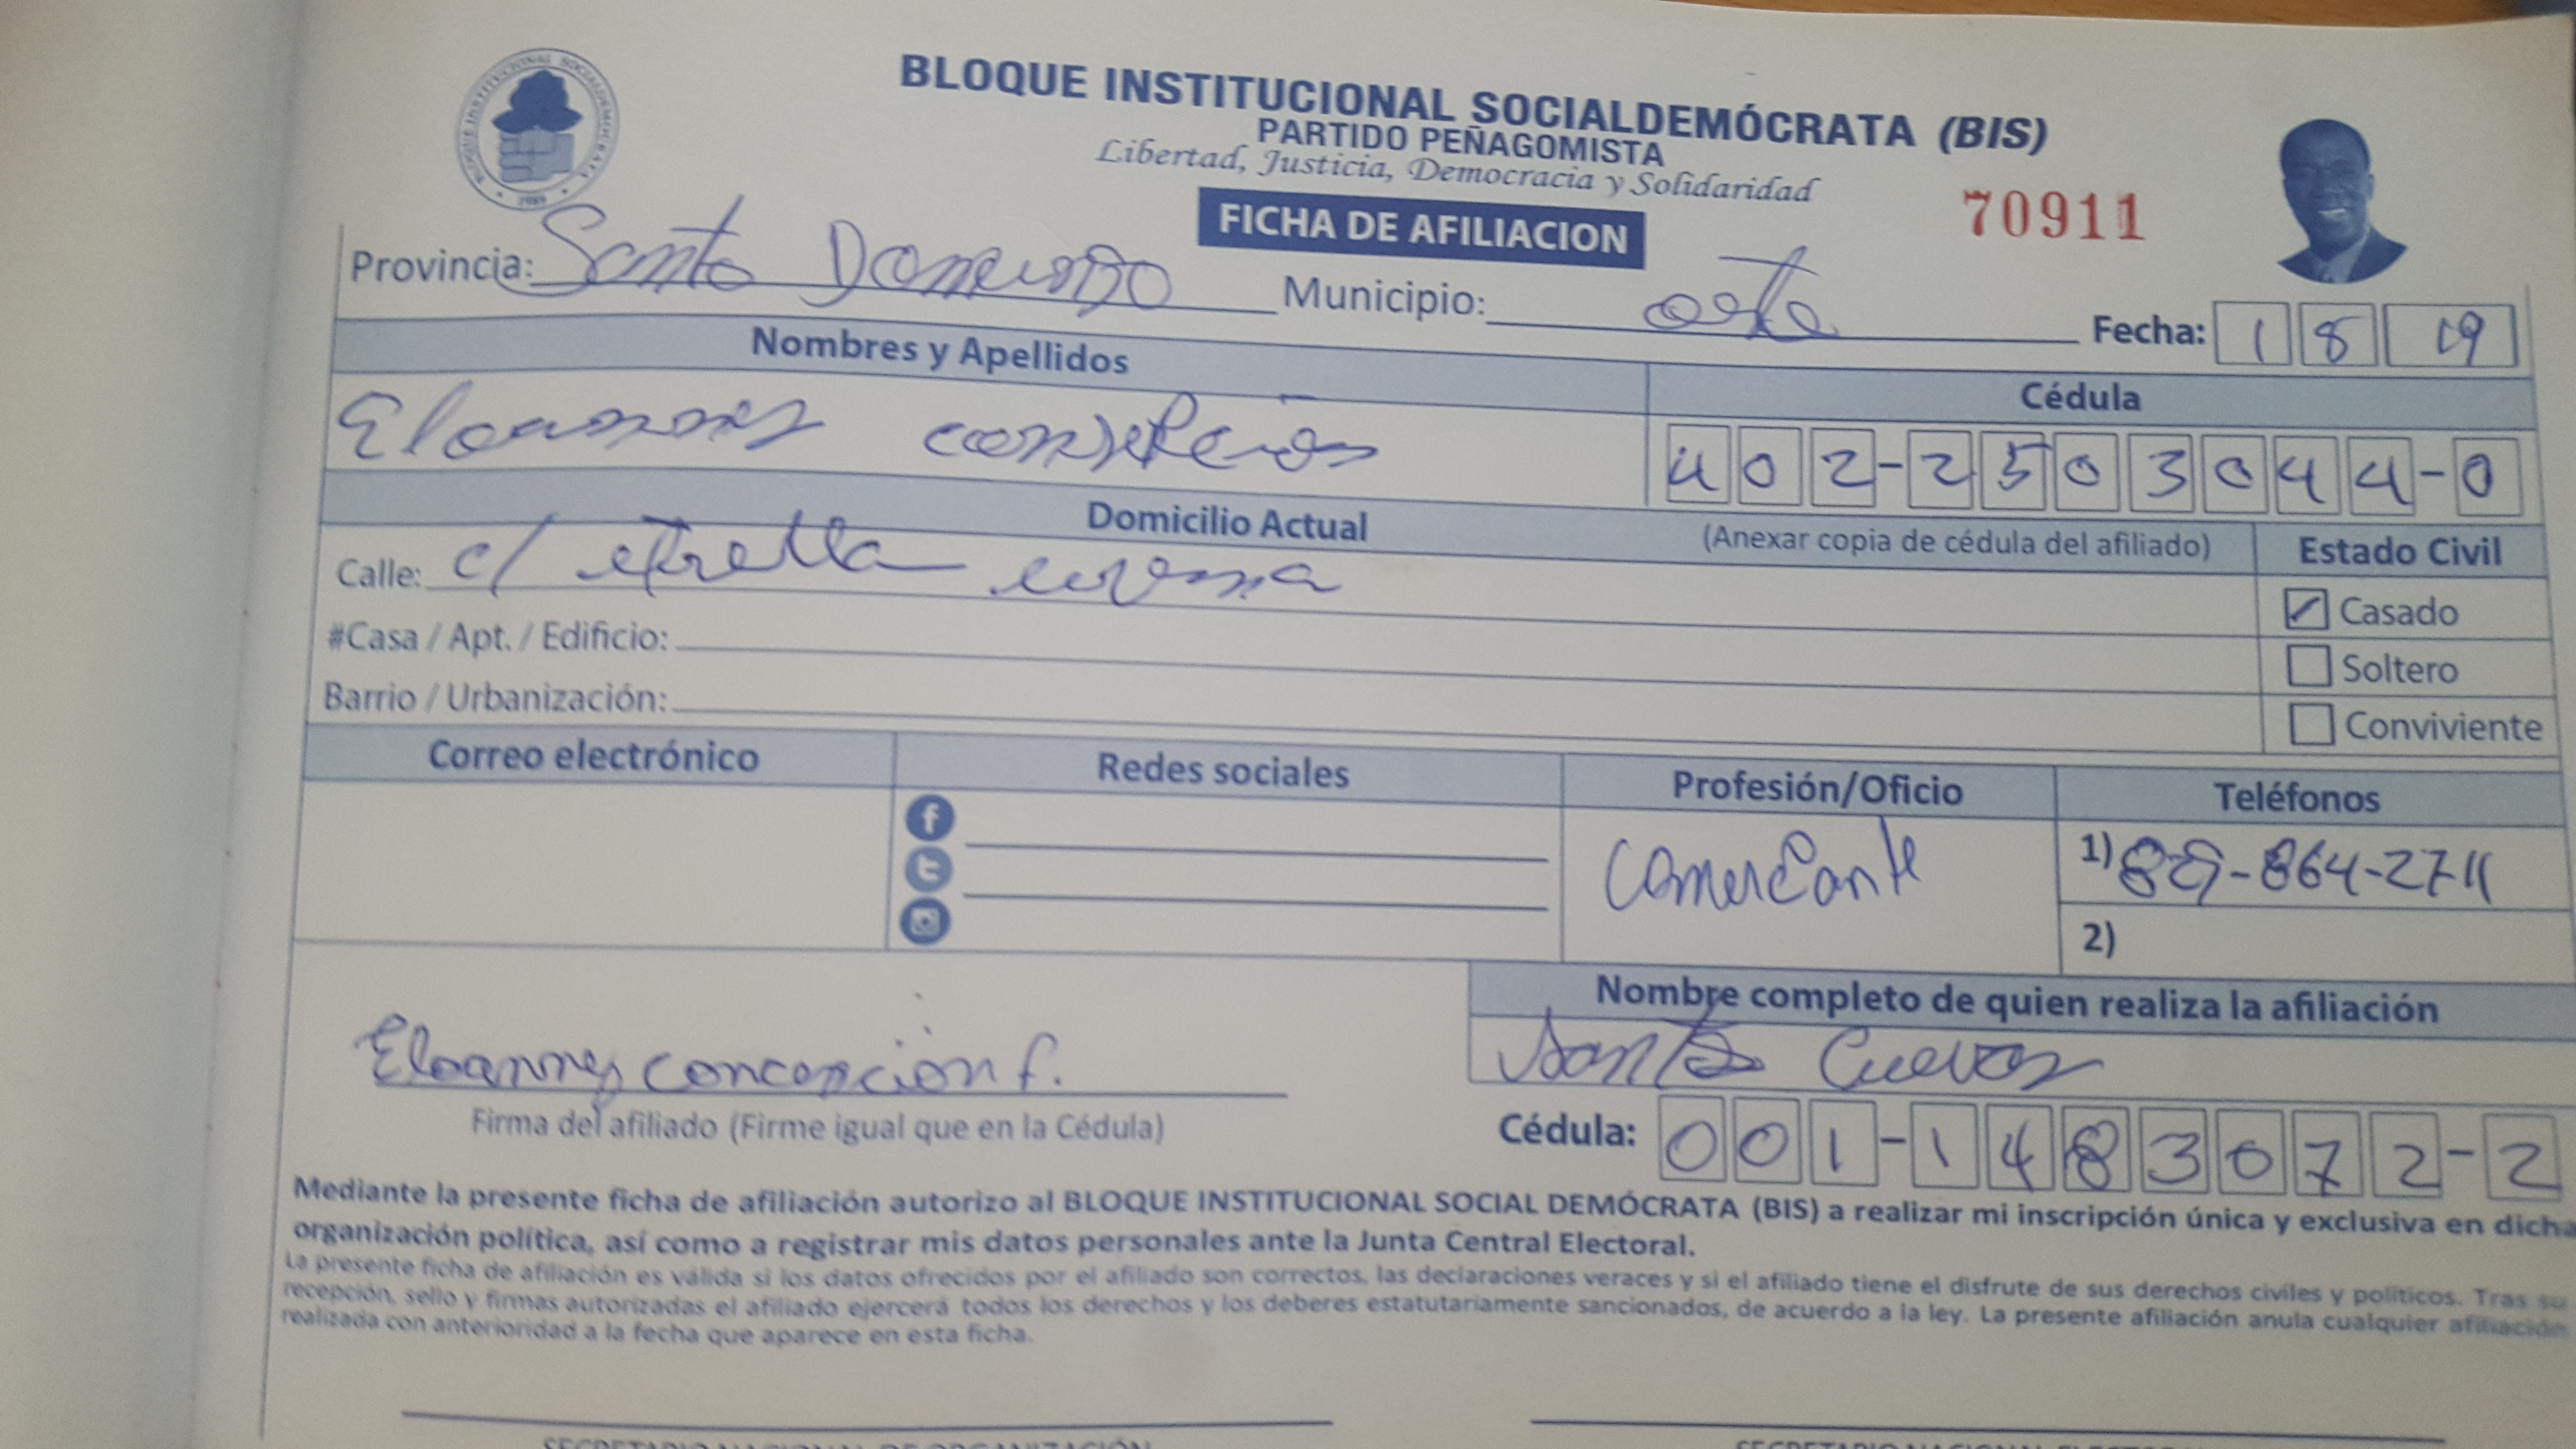 BLOQUE INSTITUCIONAL SOCIALDEMÓCRATA (BIS)
PARTIDO PEÑAGOMISTA
Libertad, Justicia, Democracia y Solidaridad
70911
FICHA DE AFILIACION
Provincia: Santo Domingo Municipio: oeste Fecha: 1 8 19
Nombres y Apellidos
Cédula
402-2503044-0
Domicilio Actual (Anexar copia de cédula del afiliado) Estado Civil
Calle: c/
Casado
#Casa / Apt. / Edificio:
Soltero
Barrio / Urbanización:
Conviviente
Correo electrónico Redes sociales Profesión/Oficio Teléfonos
Comerciante 1) 864-2711
2)
Nombre completo de quien realiza la afiliación
Eloannes concepcion f. Cuevas
Firma del afiliado (Firme igual que en la Cédula)
Cédula: 001-1483072-2
Mediante la presente ficha de afiliación autorizo al BLOQUE INSTITUCIONAL SOCIAL DEMÓCRATA (BIS) a realizar mi inscripción única y exclusiva en dicha
organización política, así como a registrar mis datos personales ante la Junta Central Electoral.
La presente ficha de afiliación es válida si los datos ofrecidos por el afiliado son correctos, las declaraciones veraces y si el afiliado tiene el disfrute de sus derechos civiles y políticos. Tras su
recepción, sello y firmas autorizadas el afiliado ejercerá todos los derechos y los deberes estatutariamente sancionados, de acuerdo a la ley. La presente afiliación anula cualquier afiliación
realizada con anterioridad a la fecha que aparece en esta ficha.